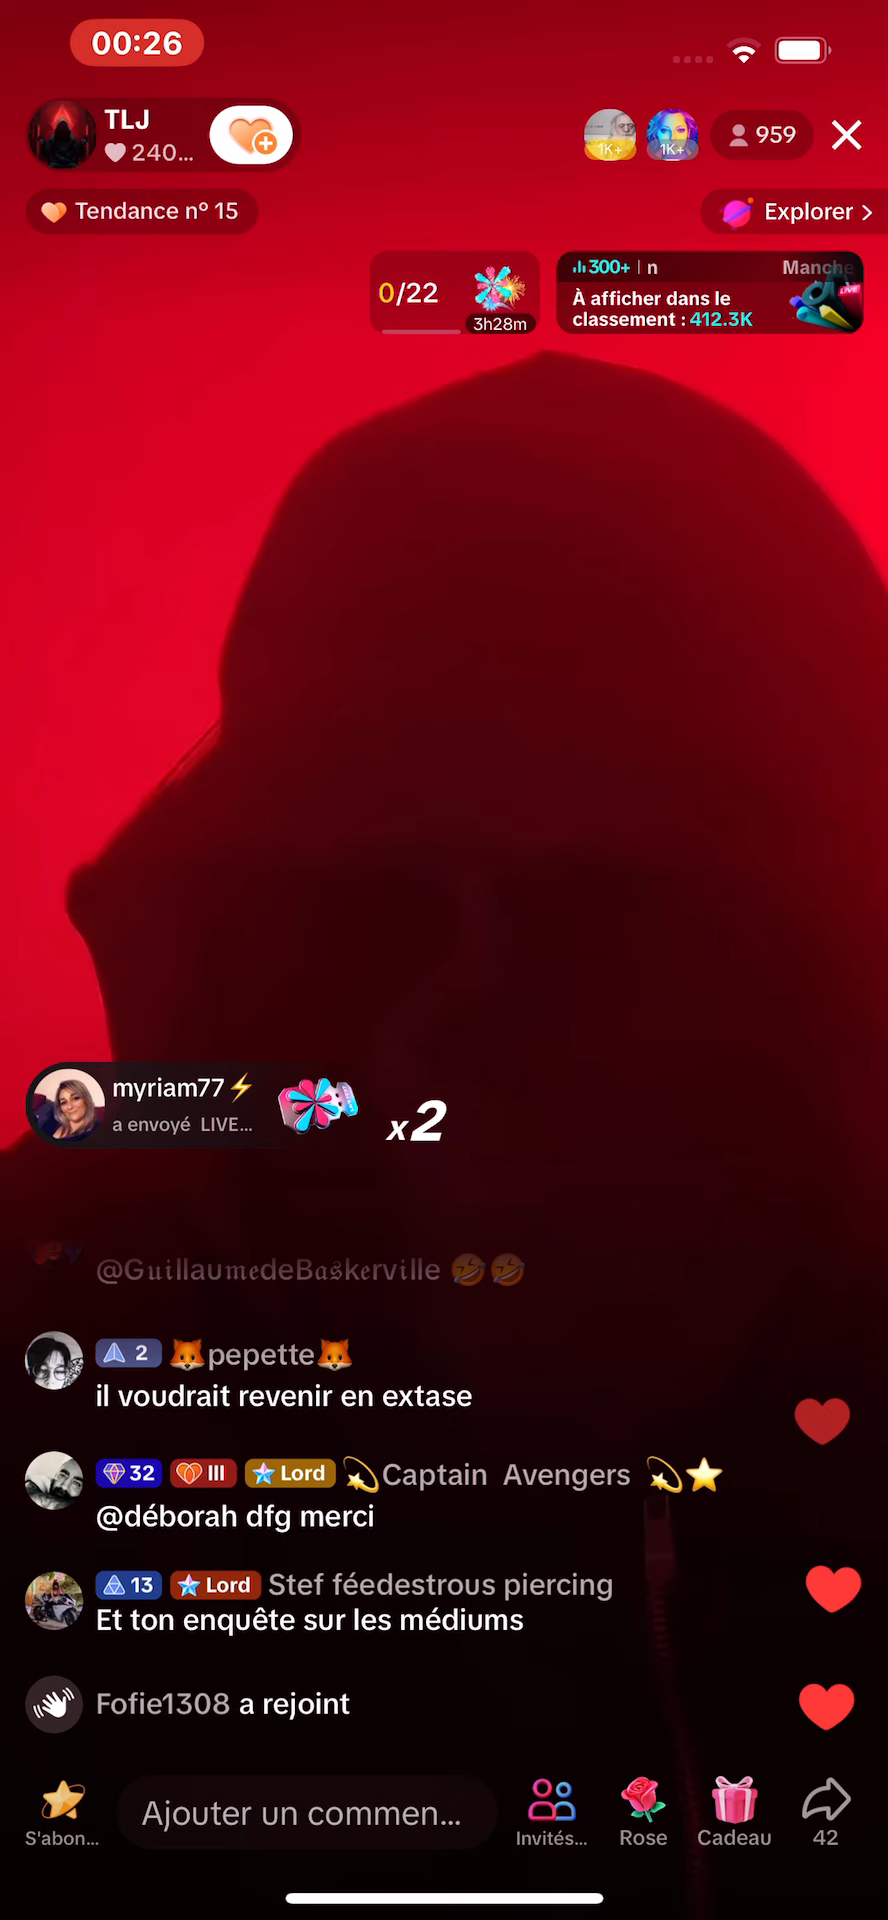 00:26
TLJ
240...
1K+
1K+
959
Tendance n° 15
Explorer
0/22
3h28m
300+ | n
Manche
À afficher dans le
classement : 412.3K
LIVE
myriam77⚡
a envoyé LIVE...
x2
@GuillaumedeBaskerville 🤣🤣
2 🦊pepette🦊
il voudrait revenir en extase
32 III Lord 💫Captain Avengers 💫⭐
@déborah dfg merci
13 Lord Stef féedestrous piercing
Et ton enquête sur les médiums
Fofie1308 a rejoint
S'abon...
Ajouter un commen...
Invités...
Rose
Cadeau
42